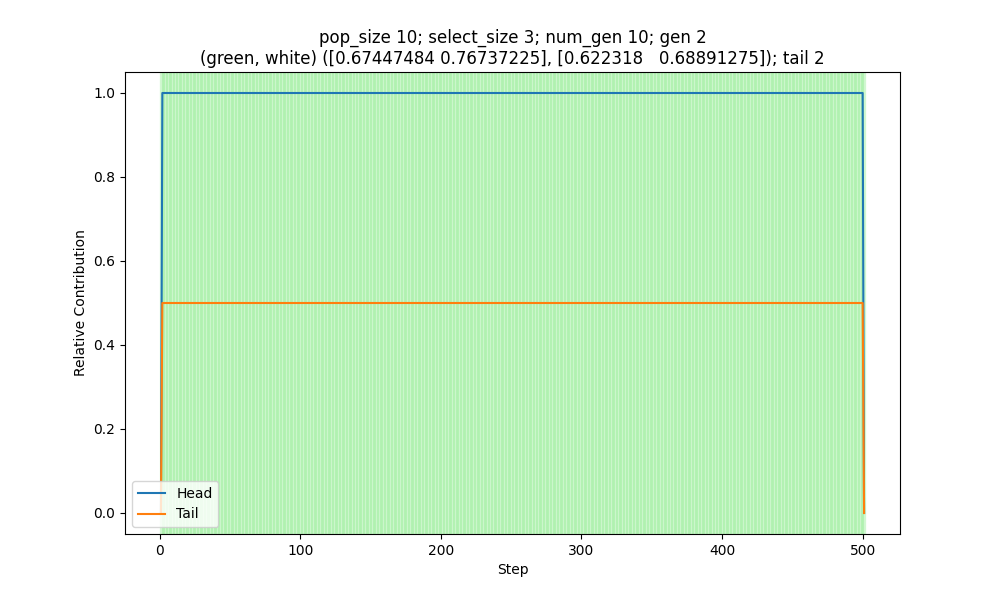 pop_size 10; select_size 3; num_gen 10; gen 2
(green, white) ([0.67447484 0.76737225], [0.622318   0.68891275]); tail 2
1.0
0.8
0.6
0.4
0.2
0.0
Relative Contribution
Head
Tail
0 100 200 300 400 500
Step